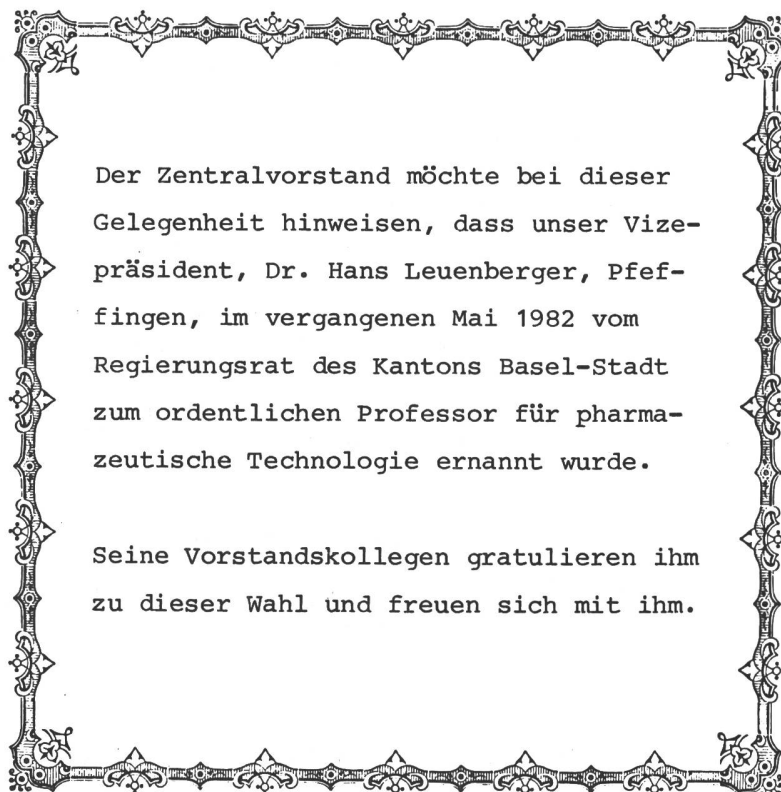 Der Zentralvorstand möchte bei dieser
Gelegenheit hinweisen, dass unser Vize-
präsident, Dr. Hans Leuenberger, Pfef-
fingen, im vergangenen Mai 1982 vom
Regierungsrat des Kantons Basel-Stadt
zum ordentlichen Professor für pharma-
zeutische Technologie ernannt wurde.
Seine Vorstandskollegen gratulieren ihm
zu dieser Wahl und freuen sich mit ihm.